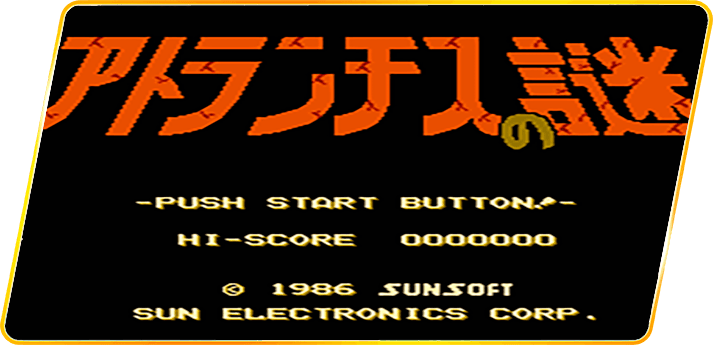 アトランチスの謎
-PUSH START BUTTON!-
HI-SCORE 0000000
© 1986 SUNSOFT
SUN ELECTRONICS CORP.